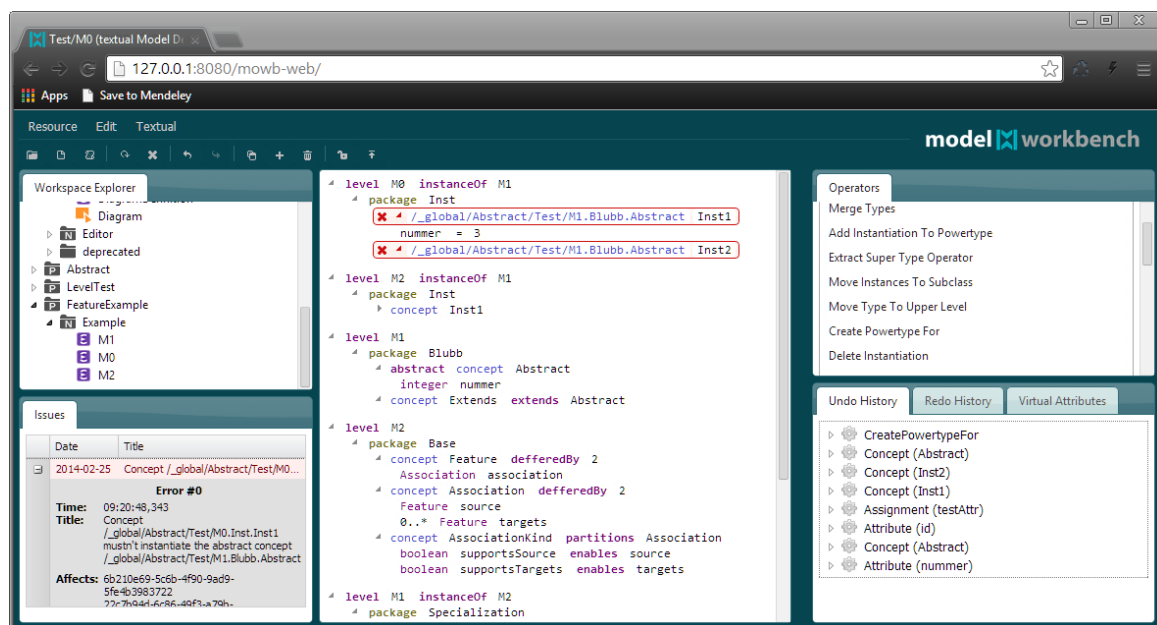 Test/M0 (textual Model De
127.0.0.1:8080/mowb-web/
Apps Save to Mendeley
Resource Edit Textual
model workbench
Workspace Explorer
Diagram
Editor
deprecated
Abstract
LevelTest
FeatureExample
Example
M1
M0
M2
Issues
Date Title
2014-02-25 Concept /_global/Abstract/Test/M0...
Error #0
Time: 09:20:48,343
Title: Concept
/_global/Abstract/Test/M0.Inst.Inst1
mustn't instantiate the abstract concept
/_global/Abstract/Test/M1.Blubb.Abstract
Affects: 6b210e69-5c6b-4f90-9ad9-
5fe4b3983722
22c7b94d-6c86-49f3-a79b-
level M0 instanceOf M1
package Inst
/_global/Abstract/Test/M1.Blubb.Abstract Inst1
nummer = 3
/_global/Abstract/Test/M1.Blubb.Abstract Inst2
level M2 instanceOf M1
package Inst
concept Inst1
level M1
package Blubb
abstract concept Abstract
integer nummer
concept Extends extends Abstract
level M2
package Base
concept Feature defferedBy 2
Association association
concept Association defferedBy 2
Feature source
0..* Feature targets
concept AssociationKind partitions Association
boolean supportsSource enables source
boolean supportsTargets enables targets
level M1 instanceOf M2
package Specialization
Operators
Merge Types
Add Instantiation To Powertype
Extract Super Type Operator
Move Instances To Subclass
Move Type To Upper Level
Create Powertype For
Delete Instantiation
Undo History Redo History Virtual Attributes
CreatePowertypeFor
Concept (Abstract)
Concept (Inst2)
Concept (Inst1)
Assignment (testAttr)
Attribute (id)
Concept (Abstract)
Attribute (nummer)